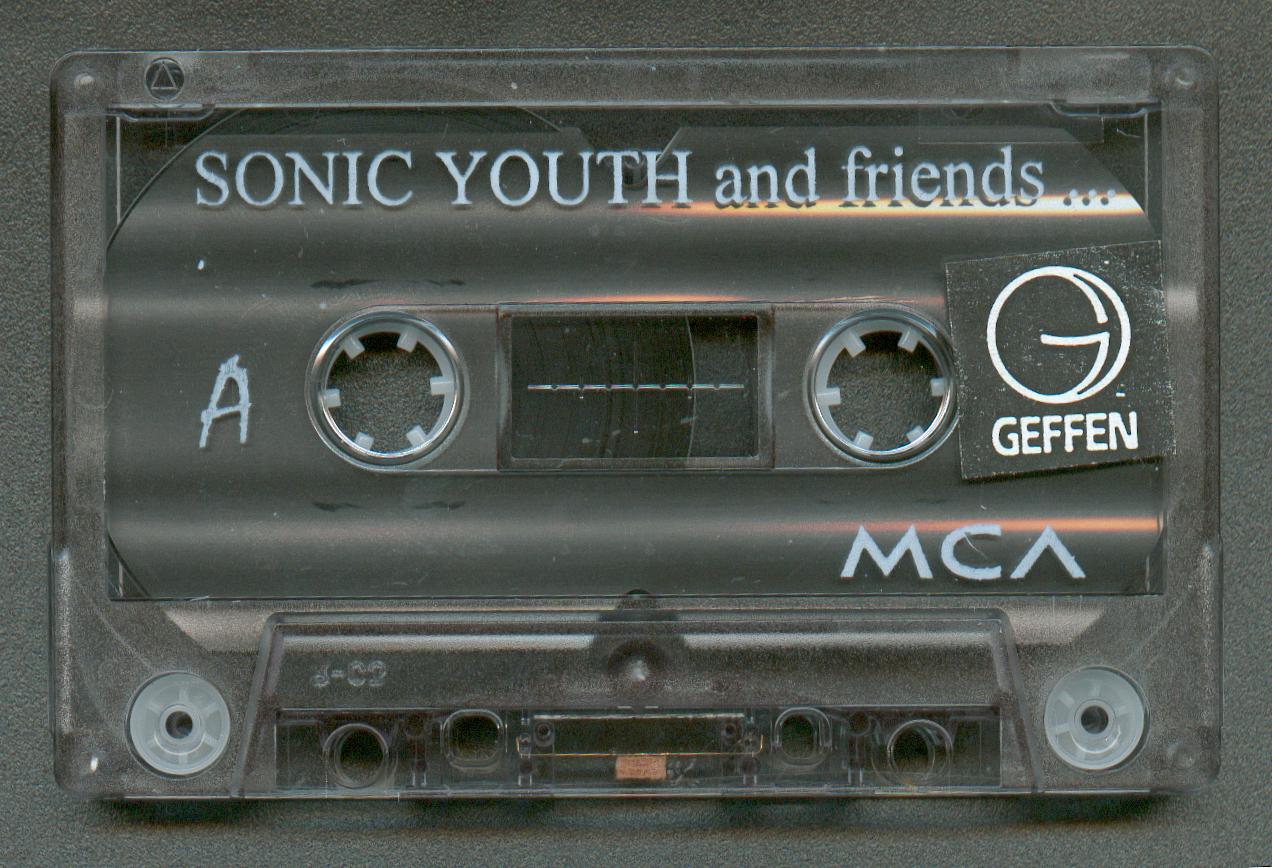 SONIC YOUTH and friends ...
A
GEFFEN
MCA